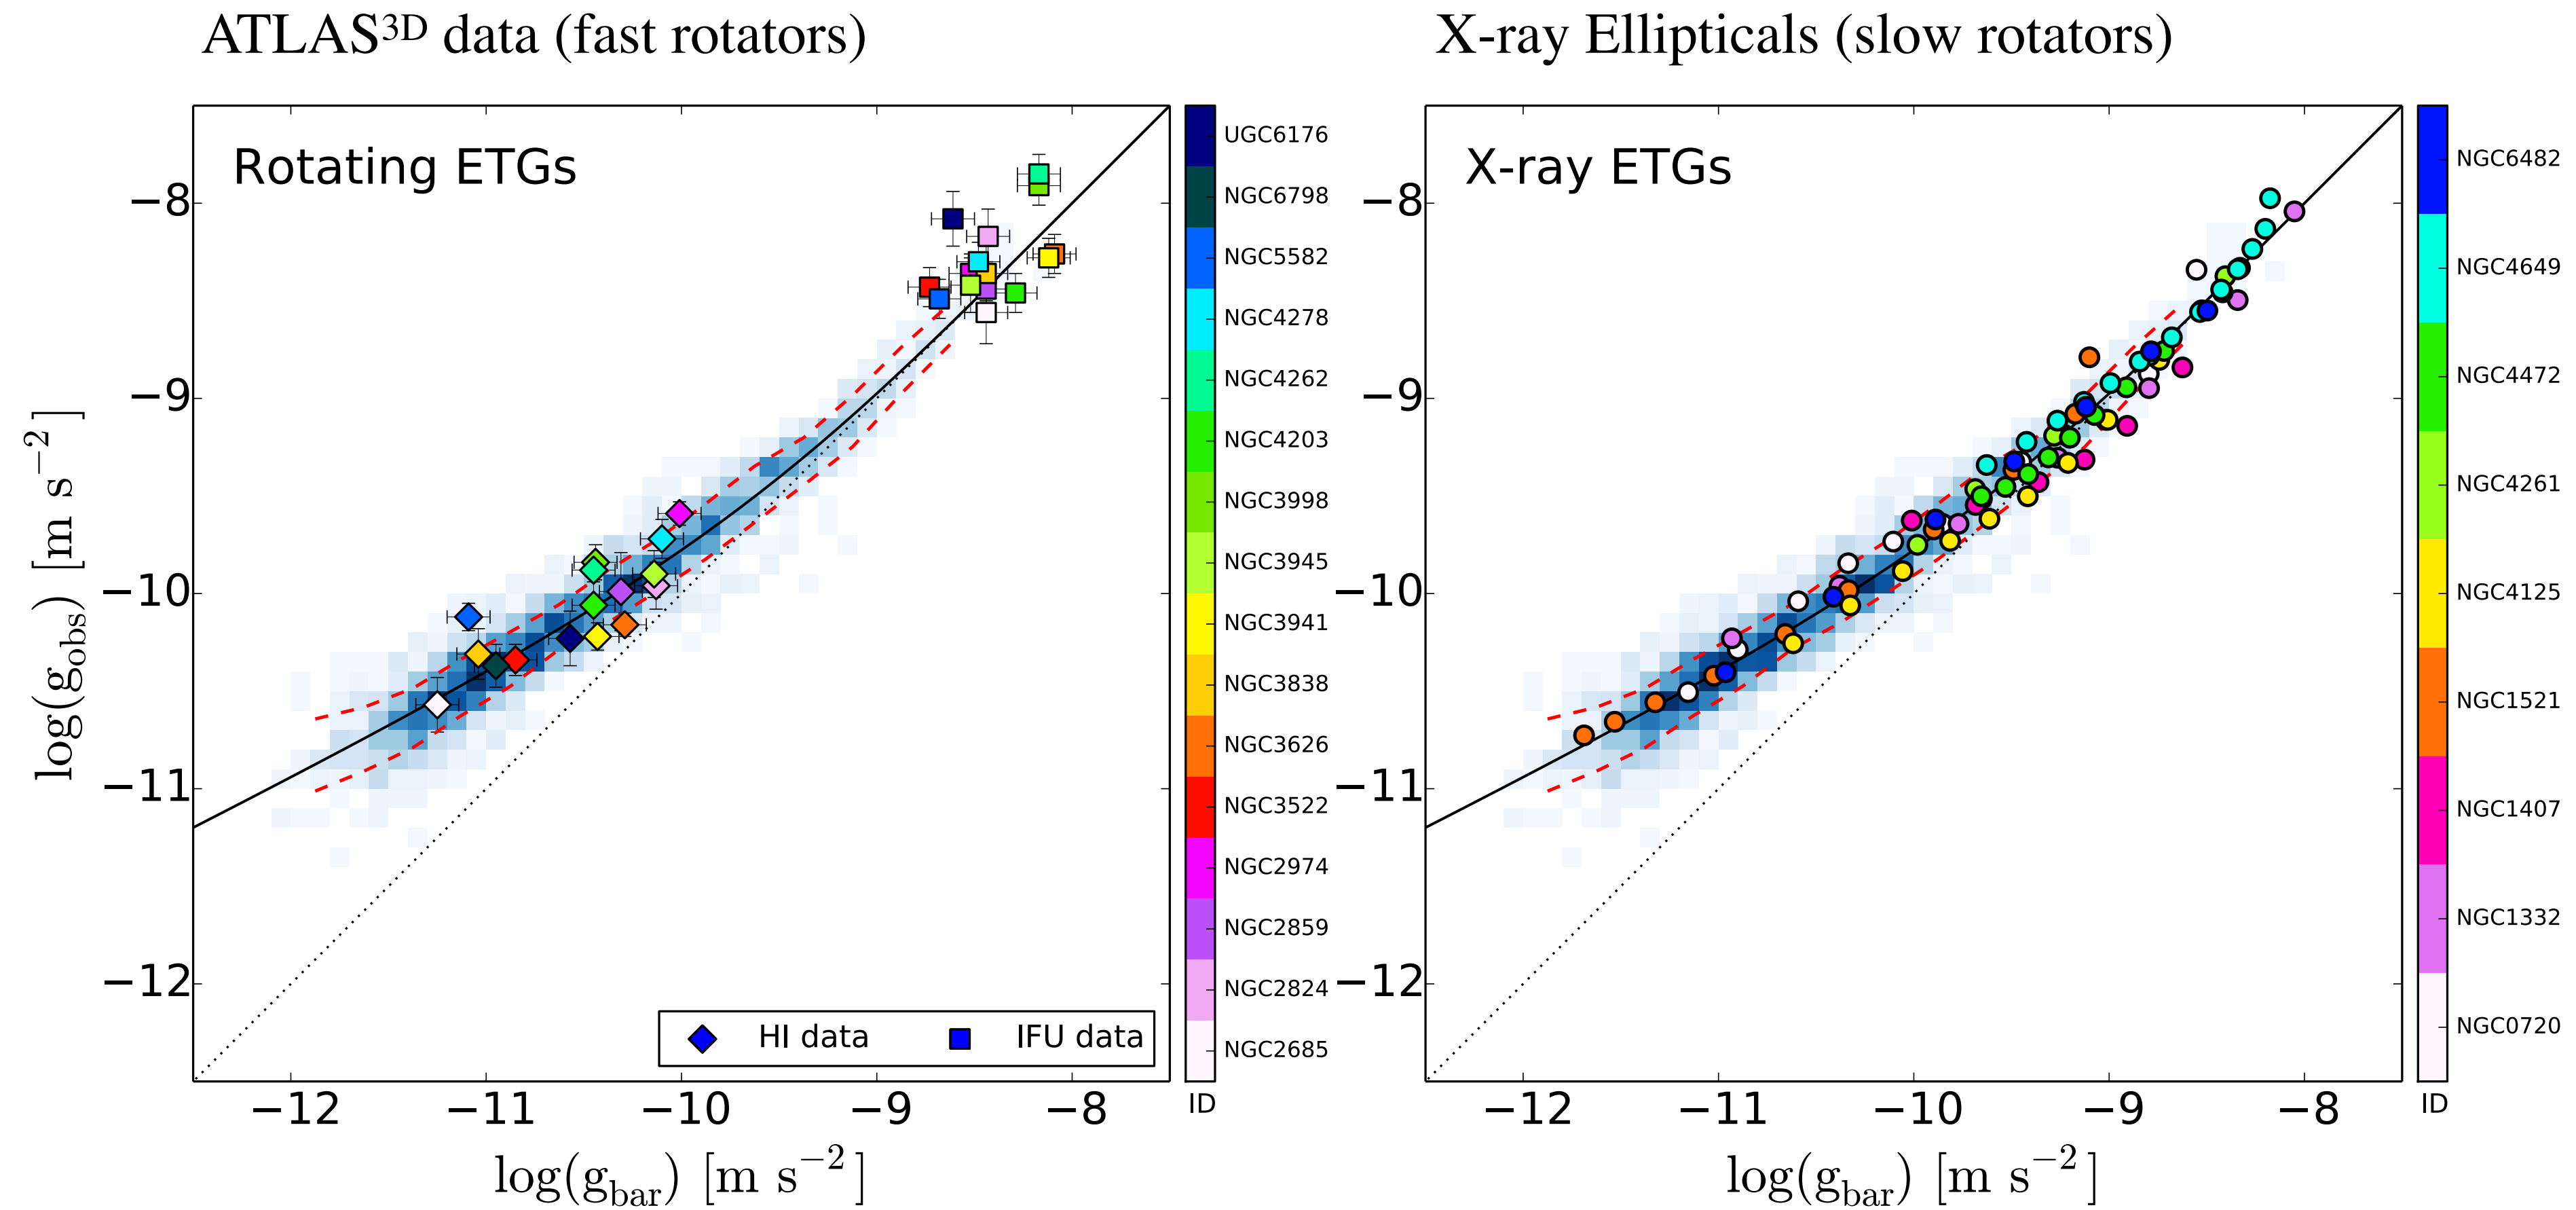 ATLAS3D data (fast rotators)
X-ray Ellipticals (slow rotators)
Rotating ETGs
−8
−9
−10
−11
−12
log(gobs) [m s−2]
−12 −11 −10 −9 −8
log(gbar) [m s−2]
HI data IFU data
UGC6176
NGC6798
NGC5582
NGC4278
NGC4262
NGC4203
NGC3998
NGC3945
NGC3941
NGC3838
NGC3626
NGC3522
NGC2974
NGC2859
NGC2824
NGC2685
ID
X-ray ETGs
−8
−9
−10
−11
−12
−12 −11 −10 −9 −8
log(gbar) [m s−2]
NGC6482
NGC4649
NGC4472
NGC4261
NGC4125
NGC1521
NGC1407
NGC1332
NGC0720
ID